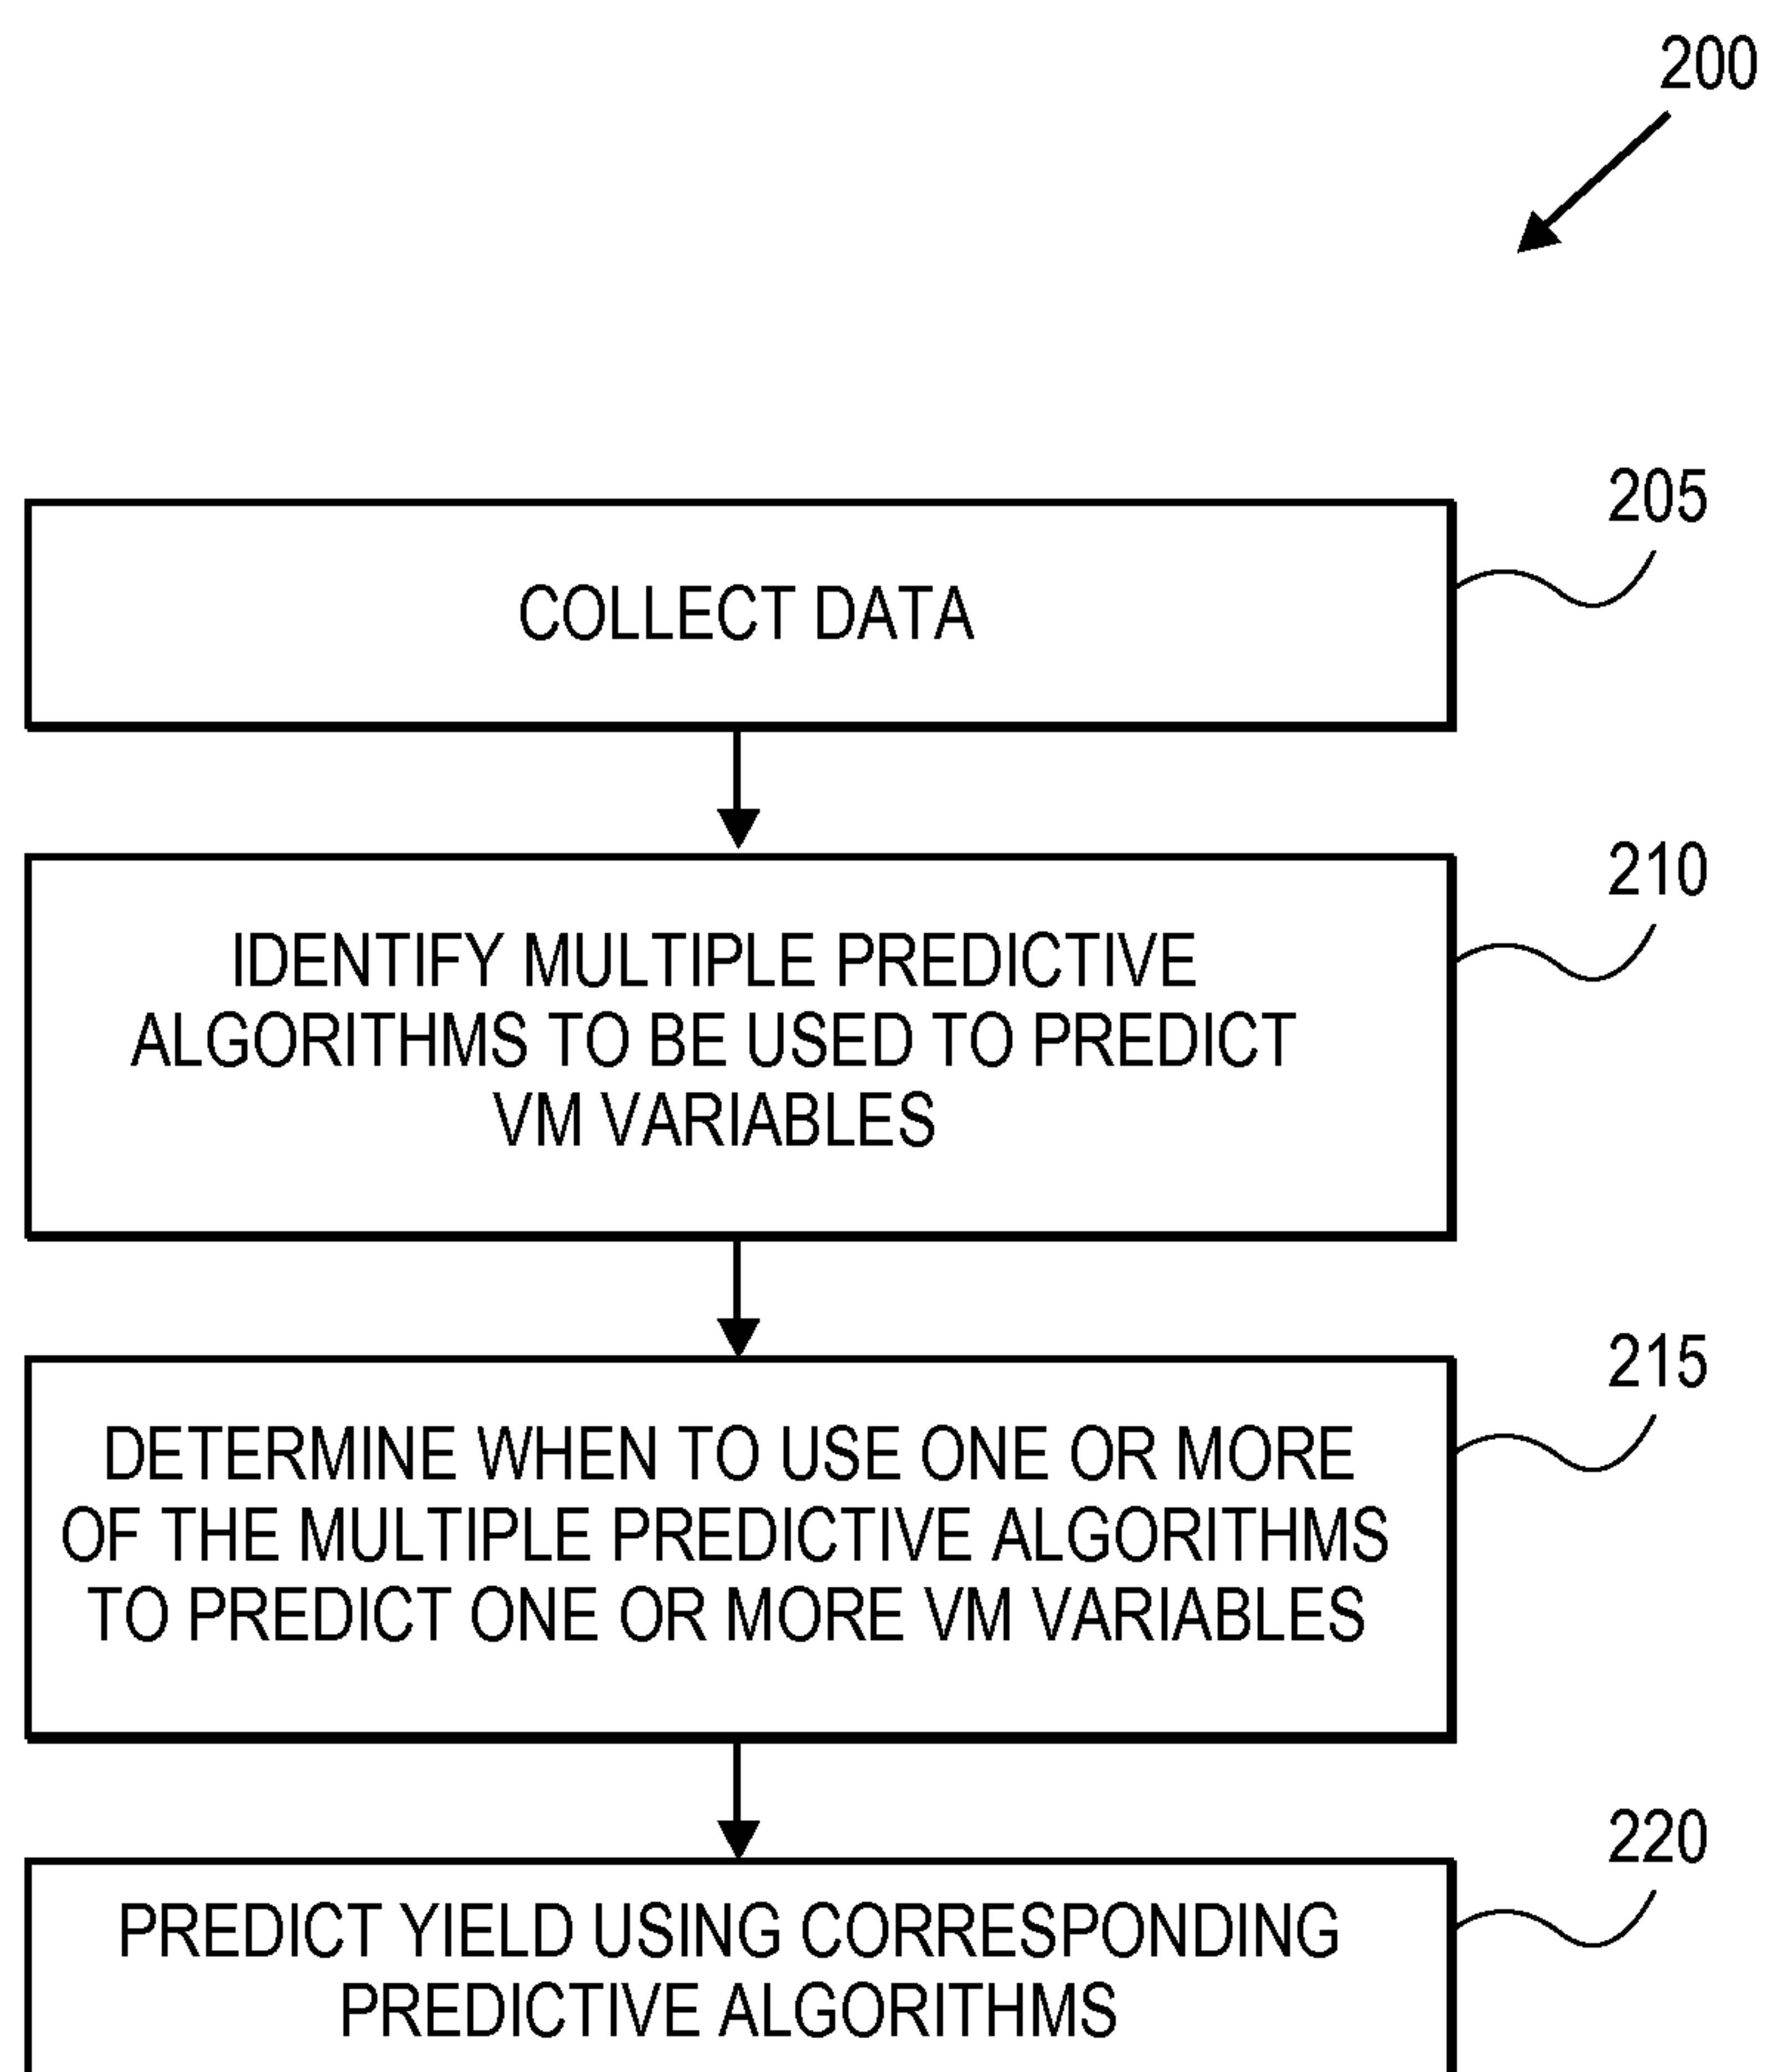 200
205
COLLECT DATA
210
IDENTIFY MULTIPLE PREDICTIVE
ALGORITHMS TO BE USED TO PREDICT
VM VARIABLES
215
DETERMINE WHEN TO USE ONE OR MORE
OF THE MULTIPLE PREDICTIVE ALGORITHMS
TO PREDICT ONE OR MORE VM VARIABLES
220
PREDICT YIELD USING CORRESPONDING
PREDICTIVE ALGORITHMS